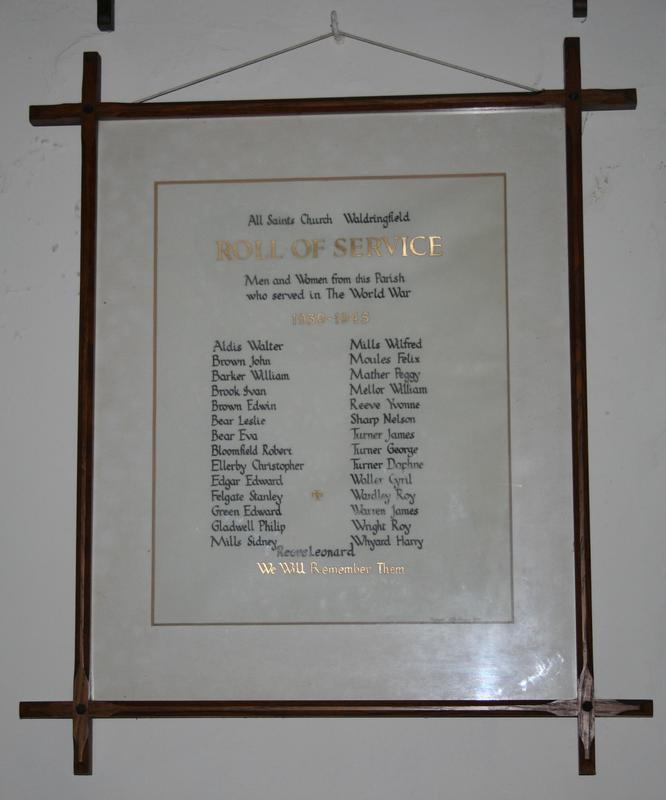 All Saints Church Waldringfield
ROLL OF SERVICE
Men and Women from this Parish
who served in The World War
1939-1945
Aldis Walter
Brown John
Barker William
Brook Ivan
Brown Edwin
Bear Leslie
Bear Eva
Bloomfield Robert
Ellerby Christopher
Edgar Edward
Felgate Stanley
Green Edward
Gladwell Philip
Mills Sidney
Mills Wilfred
Moules Felix
Mather Peggy
Mellor William
Reeve Yvonne
Sharp Nelson
Turner James
Turner George
Turner Daphne
Waller Cyril
Wardley Roy
Warren James
Wright Roy
Whyard Harry
Reeve Leonard
We Will Remember Them